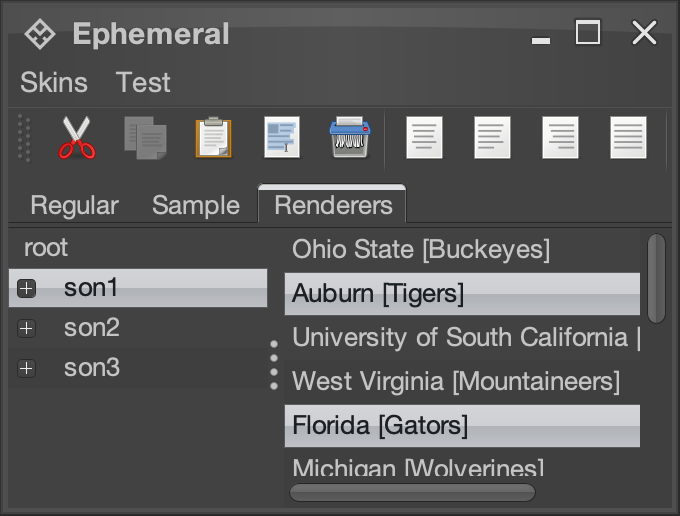 Ephemeral
Skins Test
Regular Sample Renderers
root
son1
son2
son3
Ohio State [Buckeyes]
Auburn [Tigers]
University of South California [
West Virginia [Mountaineers]
Florida [Gators]
Michigan [Wolverines]